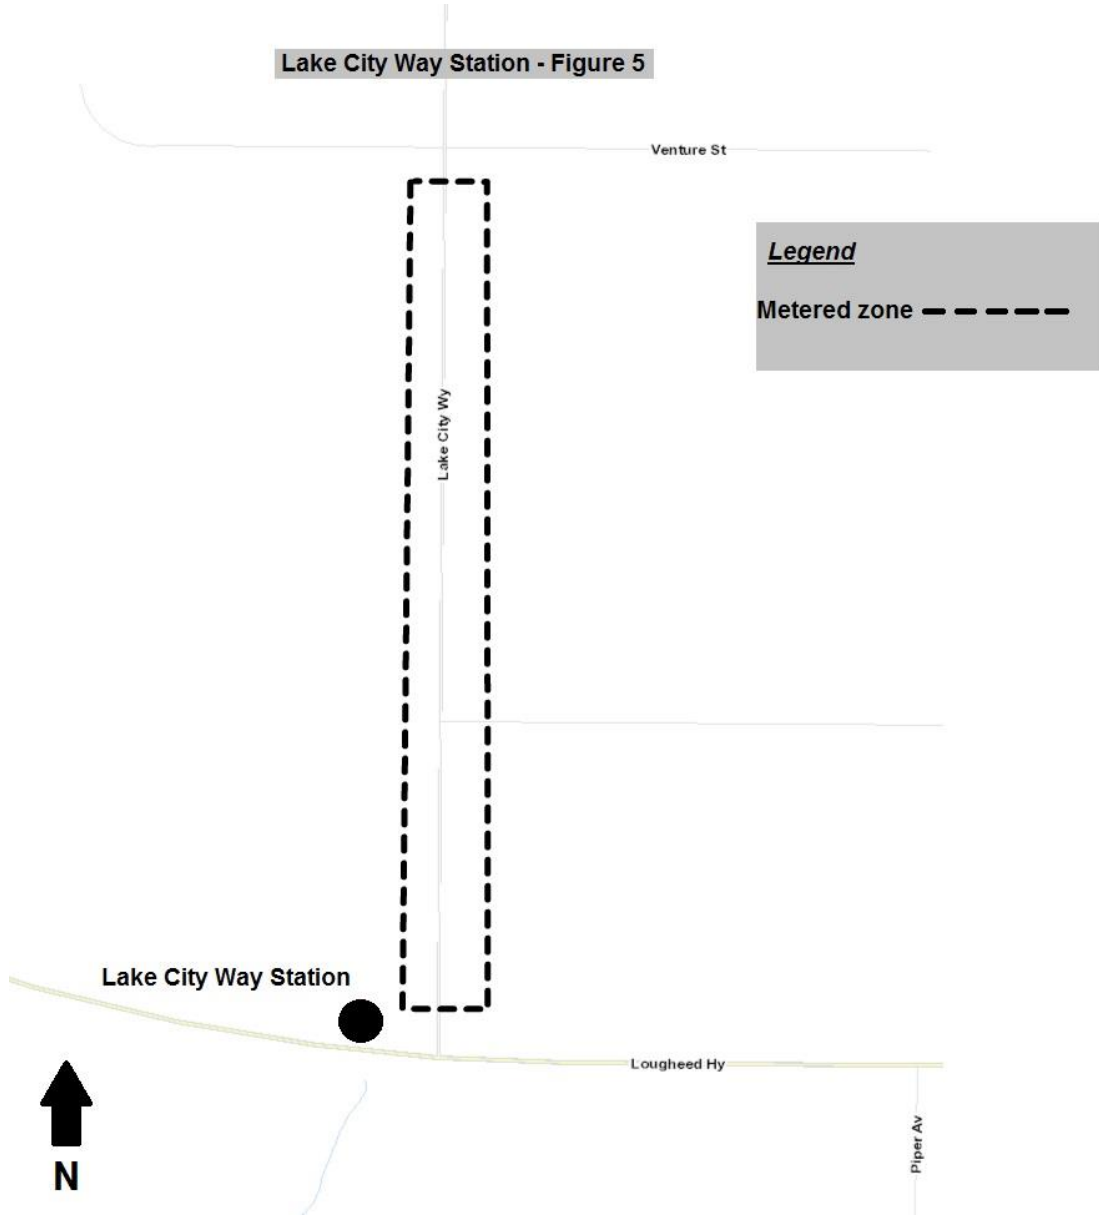 Lake City Way Station - Figure 5
Venture St
Legend
Metered zone
Lake City Wy
Lake City Way Station
Lougheed Hy
Piper Av
N